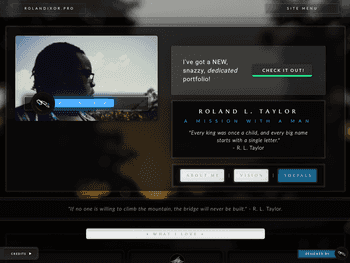 ROLANDIXOR.PRO
SITE MENU
I've got a NEW,
snazzy, dedicated
portfolio!
CHECK IT OUT!
ROLAND L. TAYLOR
A MISSION WITH A MAN
"Every king was once a child, and every big name
starts with a single letter."
- R. L. Taylor
ABOUT ME
VISION
SOCIALS
"If no one is willing to climb the mountain, the bridge will never be built." - R. L. Taylor.
WHAT I
CREDITS